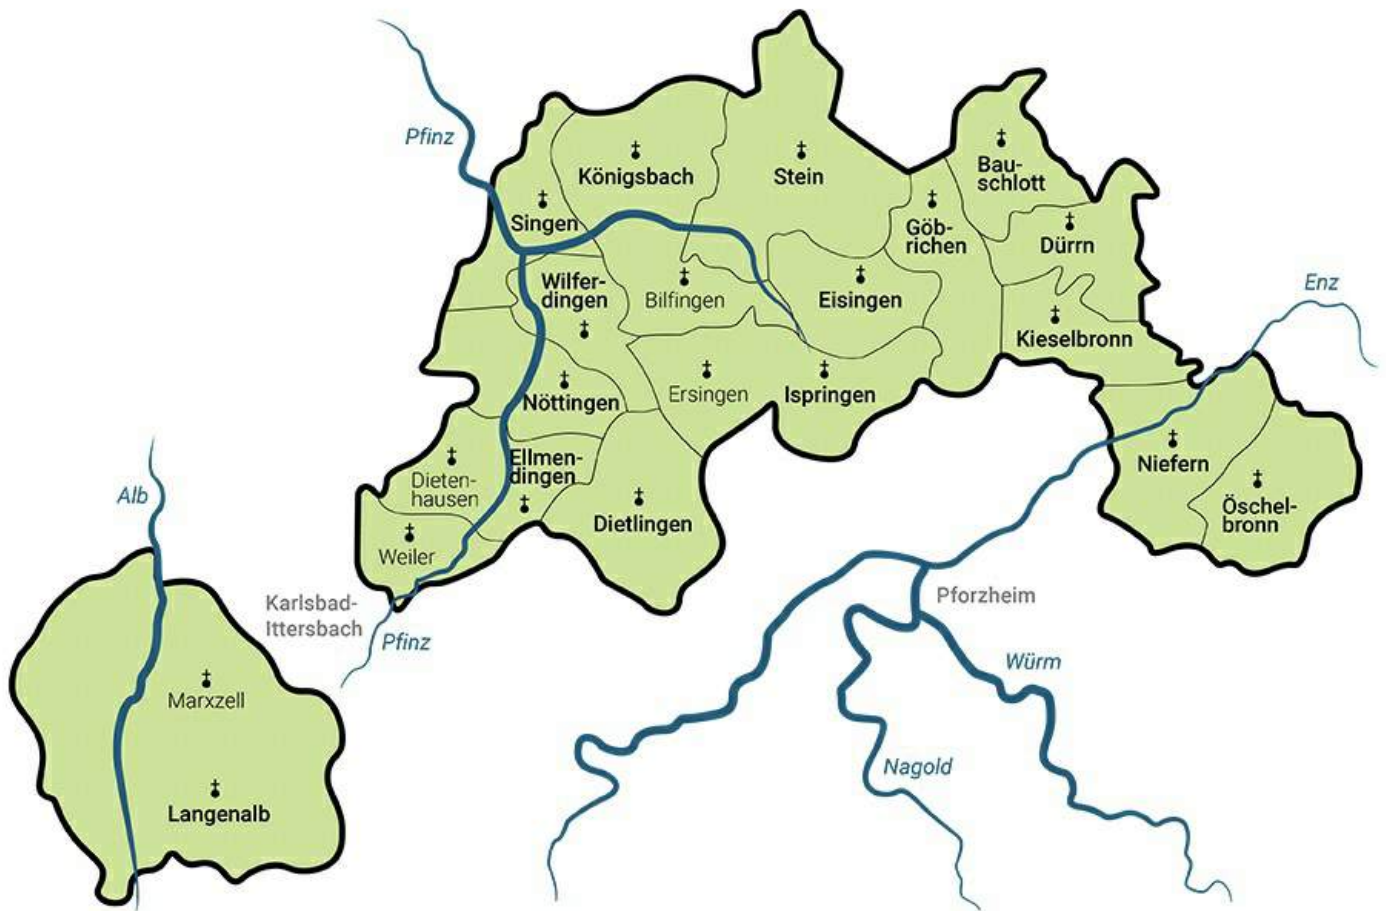 Pfinz
Königsbach
Stein
Bau-
schlott
Singen
Göb-
richen
Dürrn
Wilfer-
dingen
Bilfingen
Eisingen
Enz
Kieselbronn
Nöttingen
Ersingen
Ispringen
Ellmen-
dingen
Dieten-
hausen
Niefern
Öschel-
bronn
Alb
Dietlingen
Weiler
Karlsbad-
Ittersbach
Pfinz
Pforzheim
Würm
Marxzell
Nagold
Langenalb